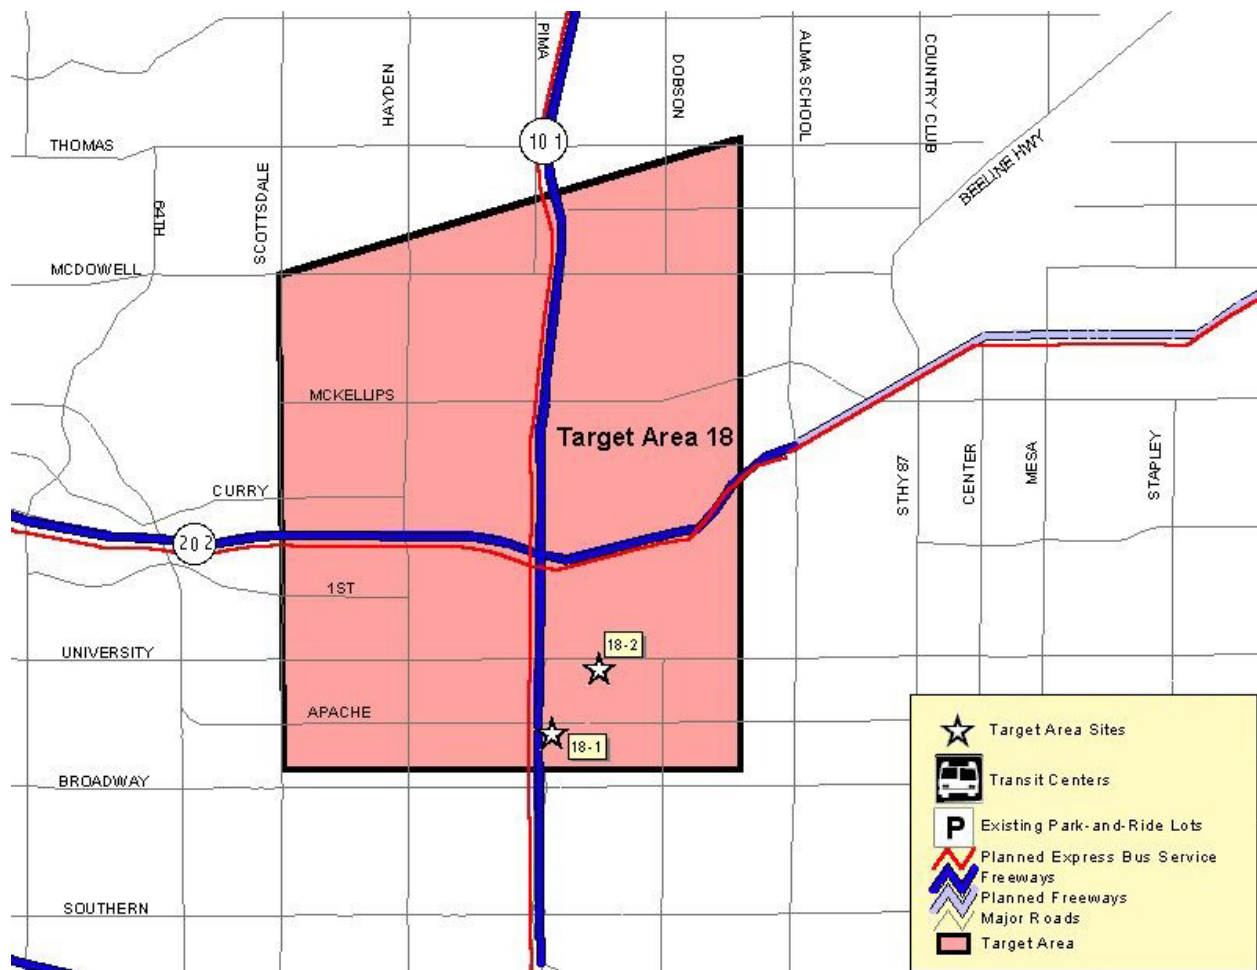 PIMA
HAYDEN
DOBSON
ALMA SCHOOL
COUNTRY CLUB
101
THOMAS
BEELINE HWY
SCOTTSDALE
64TH
MCDOWELL
MCKELLIPS
Target Area 18
CURRY
STHY 87
CENTER
MESA
STAPLEY
202
1ST
UNIVERSITY
18-2
APACHE
18-1
BROADWAY
SOUTHERN
Target Area Sites
Transit Centers
P
Existing Park-and-Ride Lots
Planned Express Bus Service
Freeways
Planned Freeways
Major Roads
Target Area